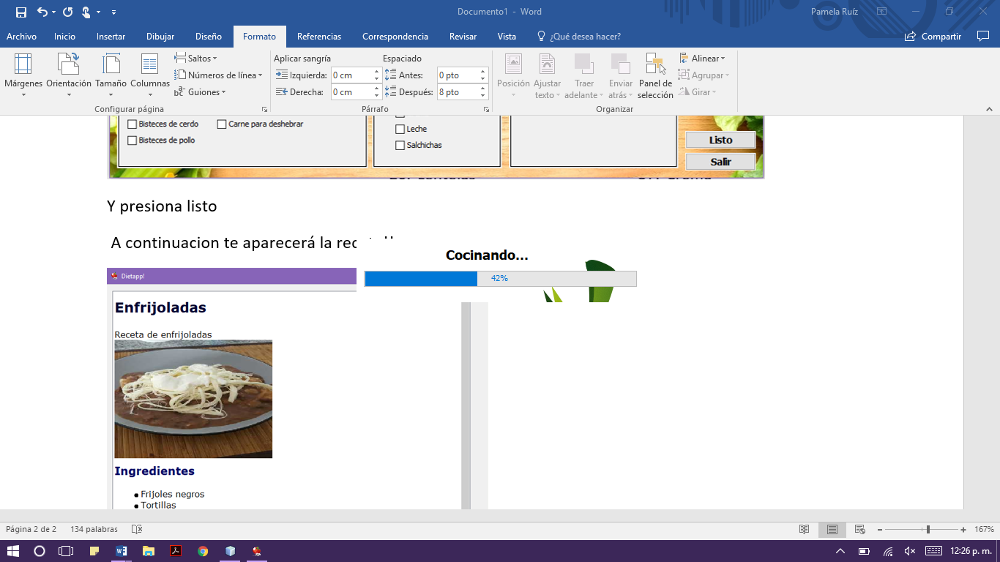 Documento1 - Word
Pamela Ruíz
Archivo Inicio Insertar Dibujar Diseño Formato Referencias Correspondencia Revisar Vista ¿Qué desea hacer? Compartir
Márgenes Orientación Tamaño Columnas
Saltos
Números de línea
Guiones
Configurar página
Aplicar sangría Espaciado
Izquierda: 0 cm Antes: 0 pto
Derecha: 0 cm Después: 8 pto
Párrafo
Posición Ajustar texto Traer adelante Enviar atrás Panel de selección
Alinear
Agrupar
Girar
Organizar
Bisteces de cerdo Carne para deshebrar
Bisteces de pollo
Leche
Salchichas
Listo
Salir
Y presiona listo
A continuacion te aparecerá la
Cocinando...
42%
Dietapp!
Enfrijoladas
Receta de enfrijoladas
Ingredientes
Frijoles negros
Tortillas
Página 2 de 2 134 palabras 167%
12:26 p. m.